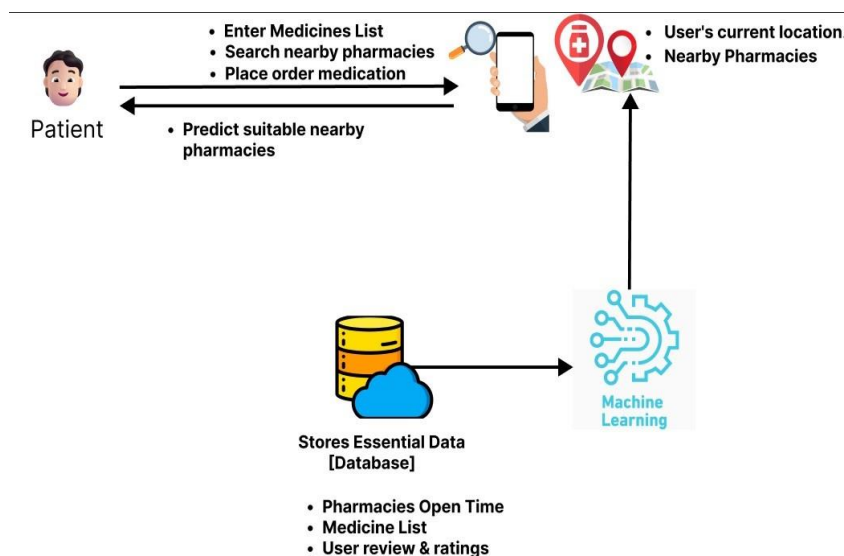 • Enter Medicines List
• Search nearby pharmacies
• Place order medication
• User's current location.
• Nearby Pharmacies
Patient
• Predict suitable nearby
pharmacies
Machine
Learning
Stores Essential Data
[Database]
• Pharmacies Open Time
• Medicine List
• User review & ratings